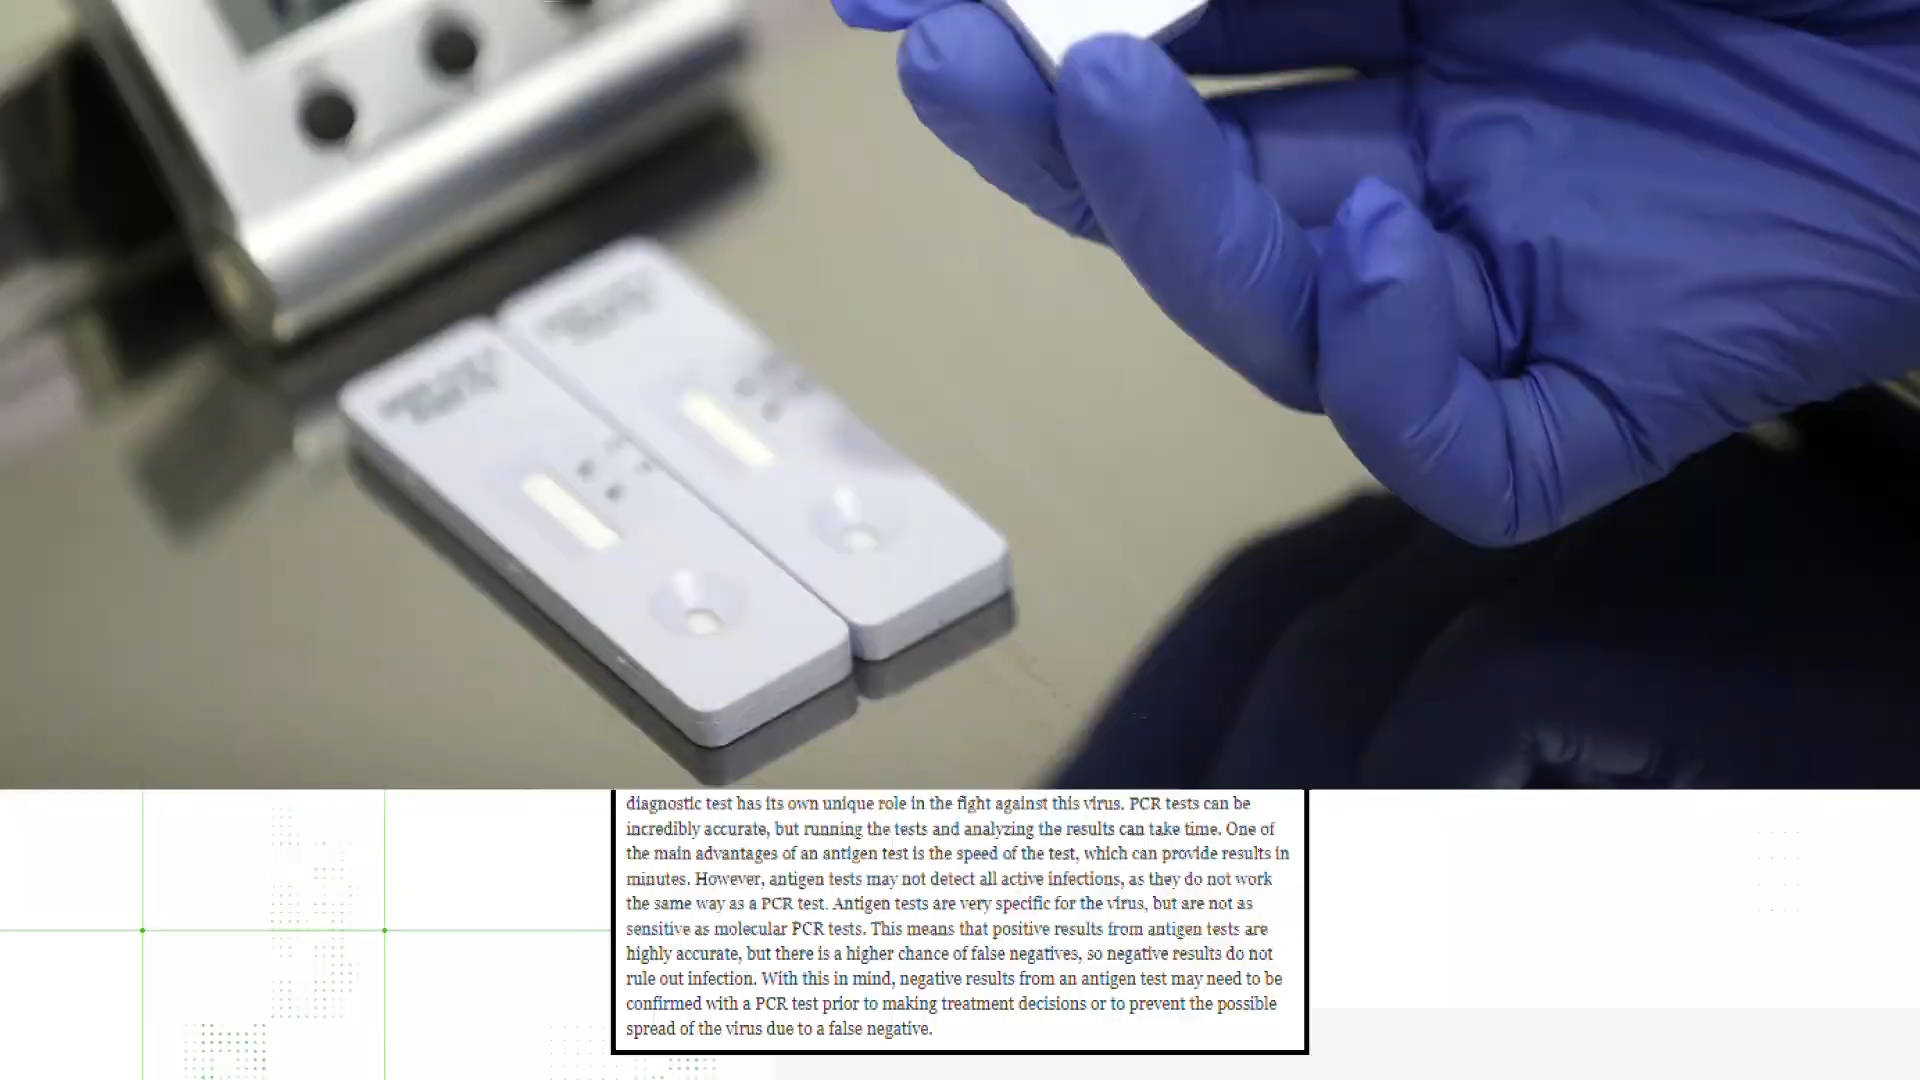 diagnostic test has its own unique role in the fight against this virus. PCR tests can be
incredibly accurate, but running the tests and analyzing the results can take time. One of
the main advantages of an antigen test is the speed of the test, which can provide results in
minutes. However, antigen tests may not detect all active infections, as they do not work
the same way as a PCR test. Antigen tests are very specific for the virus, but are not as
sensitive as molecular PCR tests. This means that positive results from antigen tests are
highly accurate, but there is a higher chance of false negatives, so negative results do not
rule out infection. With this in mind, negative results from an antigen test may need to be
confirmed with a PCR test prior to making treatment decisions or to prevent the possible
spread of the virus due to a false negative.